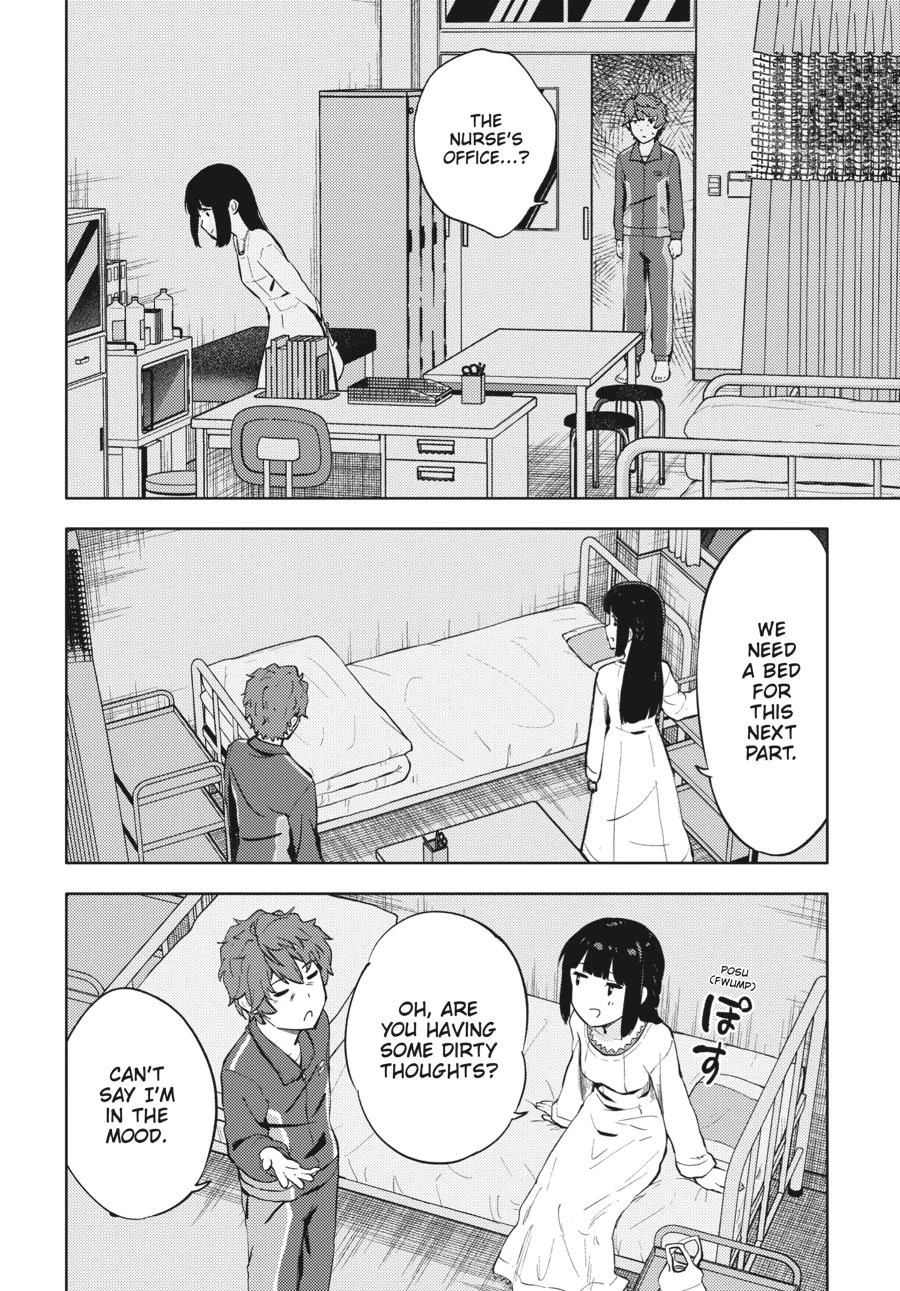 THE
NURSE'S
OFFICE...?
WE
NEED
A BED
FOR
THIS
NEXT
PART.
POSU
(FWUMP)
ぽす
OH, ARE
YOU HAVING
SOME DIRTY
THOUGHTS?
CAN'T
SAY I'M
IN THE
MOOD.